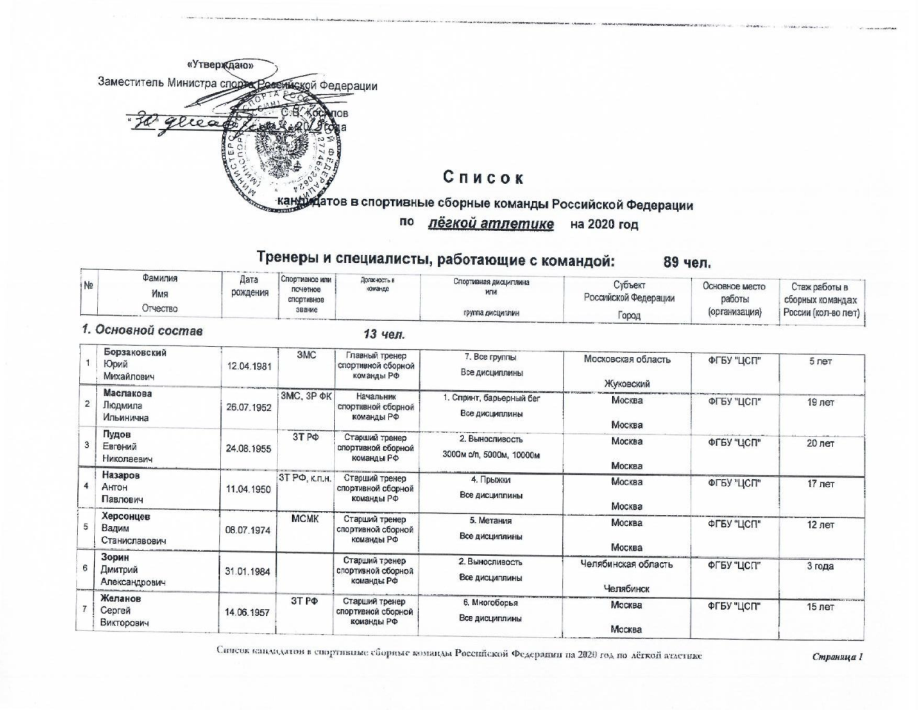 «Утверждаю»
Заместитель Министра спорта Российской Федерации
С.В. Косилов
"30" декабря 2019 года
Список
кандидатов в спортивные сборные команды Российской Федерации
по лёгкой атлетике на 2020 год
Тренеры и специалисты, работающие с командой: 89 чел.
№ Фамилия Имя Отчество Дата рождения Спортивное или почетное спортивное звание Должность в команде Спортивная дисциплина или группа дисциплин Субъект Российской Федерации Город Основное место работы (организация) Стаж работы в сборных командах России (кол-во лет)
1. Основной состав 13 чел.
1 Борзаковский Юрий Михайлович 12.04.1981 ЗМС Главный тренер спортивной сборной команды РФ 7. Все группы Все дисциплины Московская область Жуковский ФГБУ "ЦСП" 5 лет
2 Маслакова Людмила Ильинична 26.07.1952 ЗМС, ЗР ФК Начальник спортивной сборной команды РФ 1. Спринт, барьерный бег Все дисциплины Москва Москва ФГБУ "ЦСП" 19 лет
3 Пудов Евгений Николаевич 24.08.1955 ЗТ РФ Старший тренер спортивной сборной команды РФ 2. Выносливость 3000м с/п, 5000м, 10000м Москва Москва ФГБУ "ЦСП" 20 лет
4 Назаров Антон Павлович 11.04.1950 ЗТ РФ, к.п.н. Старший тренер спортивной сборной команды РФ 4. Прыжки Все дисциплины Москва Москва ФГБУ "ЦСП" 17 лет
5 Херсонцев Вадим Станиславович 08.07.1974 МСМК Старший тренер спортивной сборной команды РФ 5. Метания Все дисциплины Москва Москва ФГБУ "ЦСП" 12 лет
6 Зорин Дмитрий Александрович 31.01.1984 Старший тренер спортивной сборной команды РФ 2. Выносливость Все дисциплины Челябинская область Челябинск ФГБУ "ЦСП" 3 года
7 Желанов Сергей Викторович 14.06.1957 ЗТ РФ Старший тренер спортивной сборной команды РФ 6. Многоборья Все дисциплины Москва Москва ФГБУ "ЦСП" 15 лет
Список кандидатов в спортивные сборные команды Российской Федерации на 2020 год по лёгкой атлетике Страница 1